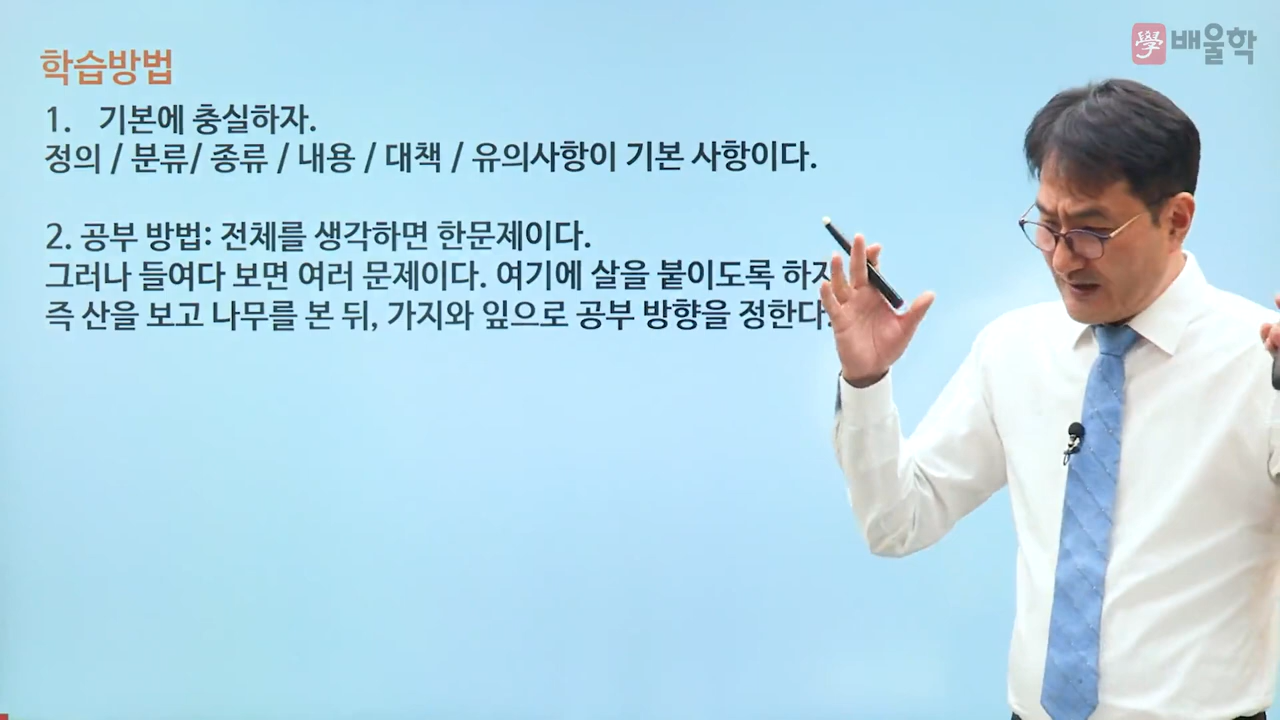 學 배울학
학습방법
1. 기본에 충실하자.
정의 / 분류/ 종류 / 내용 / 대책 / 유의사항이 기본 사항이다.
2. 공부 방법: 전체를 생각하면 한문제이다.
그러나 들여다 보면 여러 문제이다. 여기에 살을 붙이도록 하자
즉 산을 보고 나무를 본 뒤, 가지와 잎으로 공부 방향을 정한다.